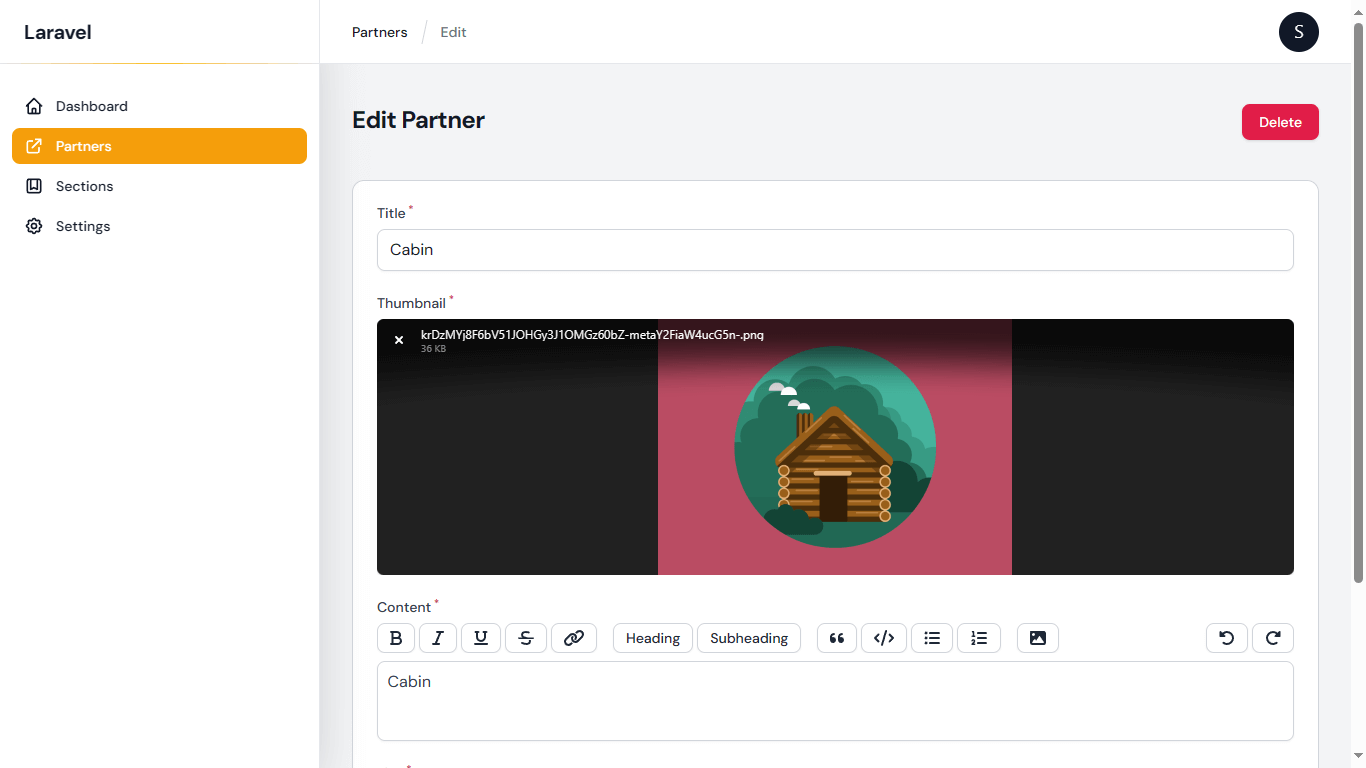 Laravel
Partners / Edit
S
Dashboard
Partners
Sections
Settings
Edit Partner
Delete
Title *
Cabin
Thumbnail *
krDzMYj8F6bV51JOHGy3J1OMGz60bZ-metaY2FiaW4ucG5n-.png
36 KB
Content *
B I U S Heading Subheading
Cabin